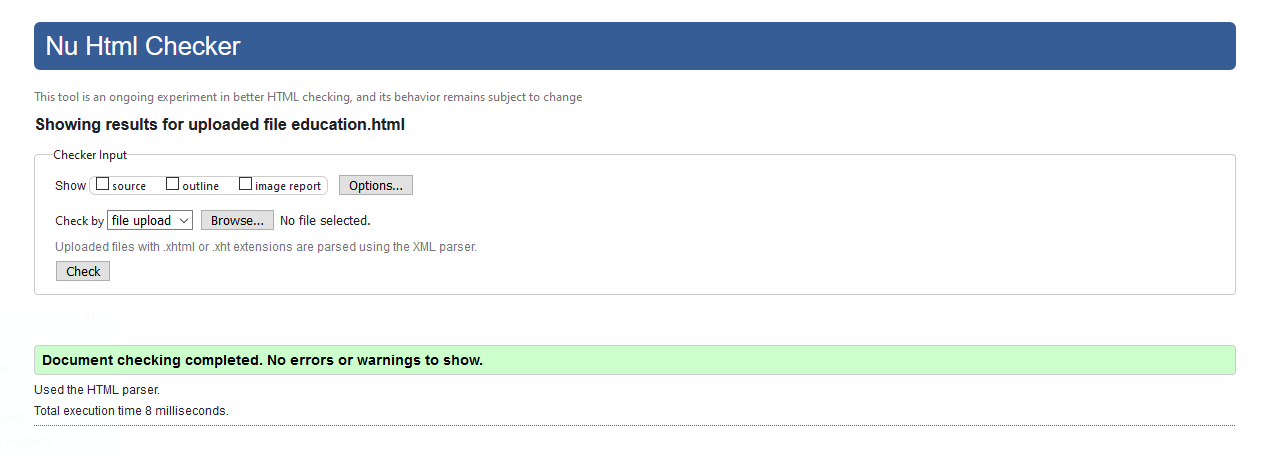 Nu Html Checker
This tool is an ongoing experiment in better HTML checking, and its behavior remains subject to change
Showing results for uploaded file education.html
Checker Input
Show source outline image report Options...
Check by file upload Browse... No file selected.
Uploaded files with .xhtml or .xht extensions are parsed using the XML parser.
Check
Document checking completed. No errors or warnings to show.
Used the HTML parser.
Total execution time 8 milliseconds.